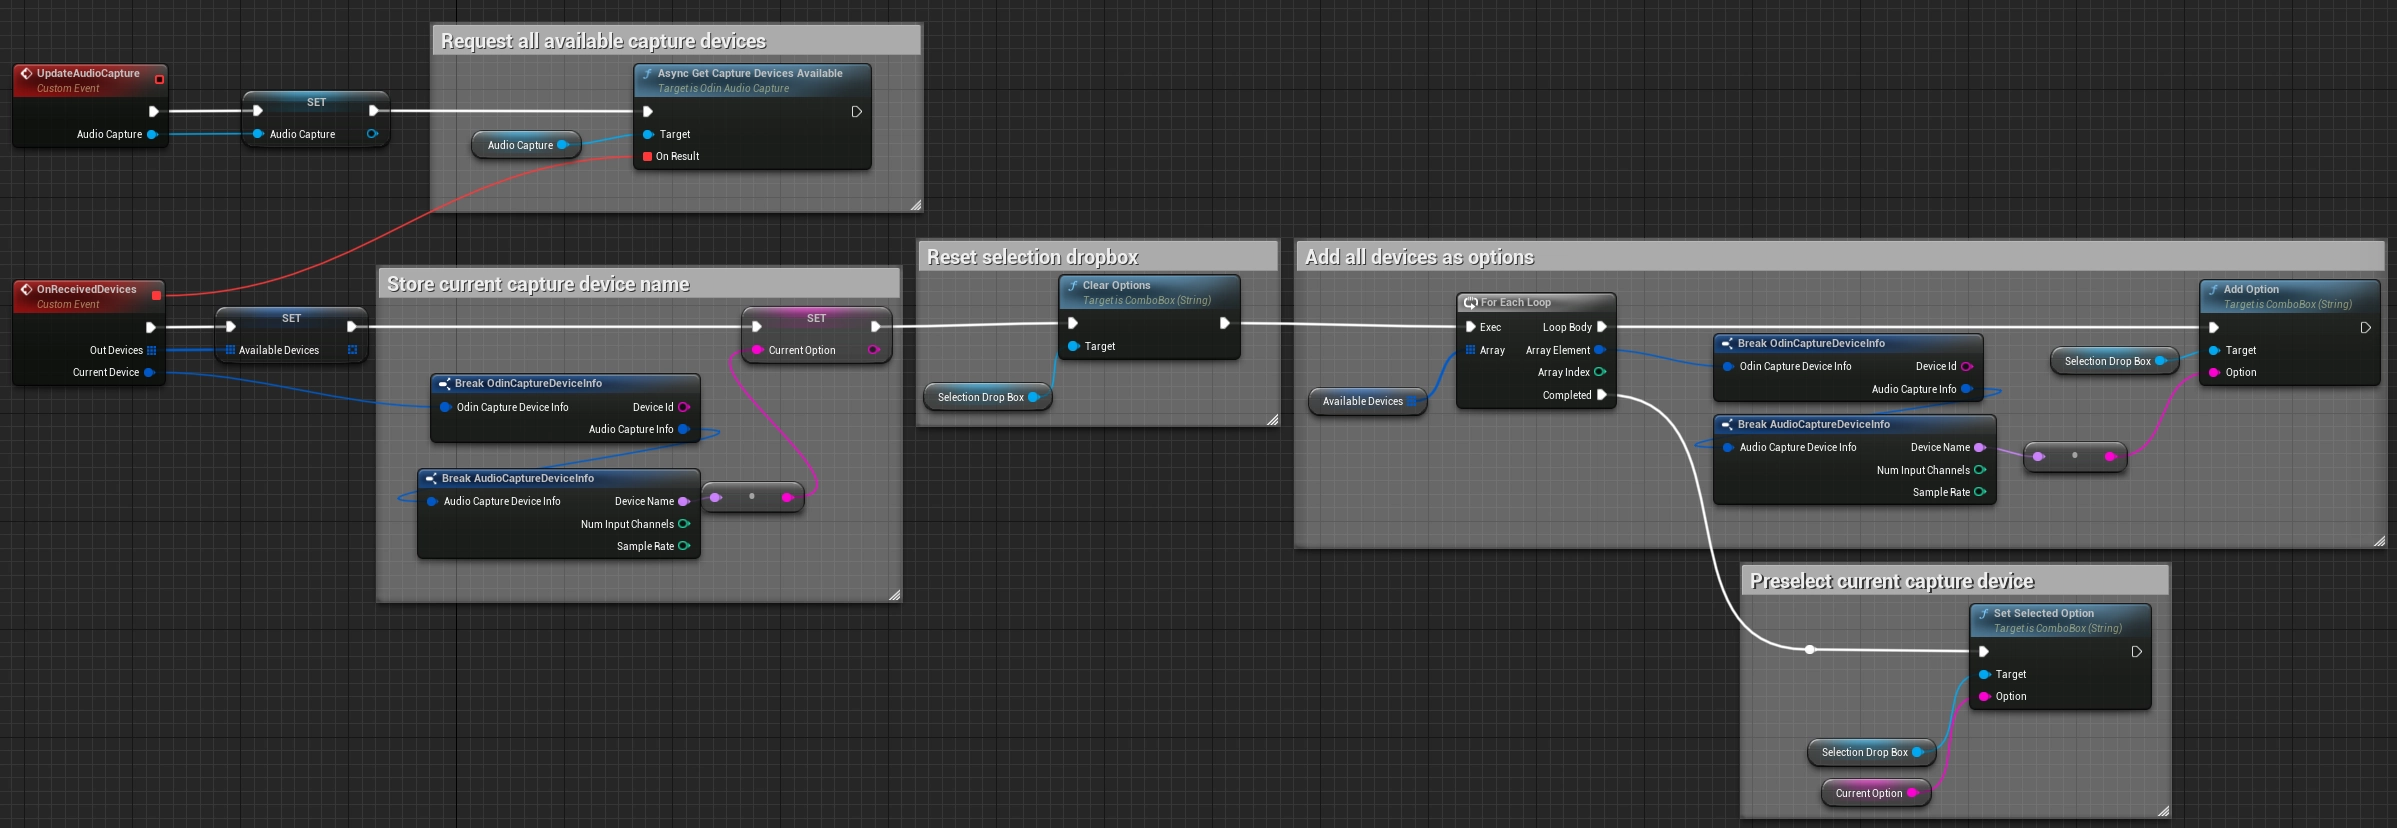 Request all available capture devices
UpdateAudioCapture
Custom Event
Audio Capture
SET
Audio Capture
Async Get Capture Devices Available
Target is Odin Audio Capture
Target
On Result
Audio Capture
OnReceivedDevices
Custom Event
Out Devices
Current Device
SET
Available Devices
Store current capture device name
SET
Current Option
Break OdinCaptureDeviceInfo
Odin Capture Device Info
Device Id
Audio Capture Info
Break AudioCaptureDeviceInfo
Audio Capture Device Info
Device Name
Num Input Channels
Sample Rate
Reset selection dropbox
Clear Options
Target is ComboBox (String)
Target
Selection Drop Box
Add all devices as options
For Each Loop
Exec
Loop Body
Array
Array Element
Array Index
Completed
Available Devices
Break OdinCaptureDeviceInfo
Odin Capture Device Info
Device Id
Audio Capture Info
Break AudioCaptureDeviceInfo
Audio Capture Device Info
Device Name
Num Input Channels
Sample Rate
Selection Drop Box
Add Option
Target is ComboBox (String)
Target
Option
Preselect current capture device
Set Selected Option
Target is ComboBox (String)
Target
Option
Selection Drop Box
Current Option